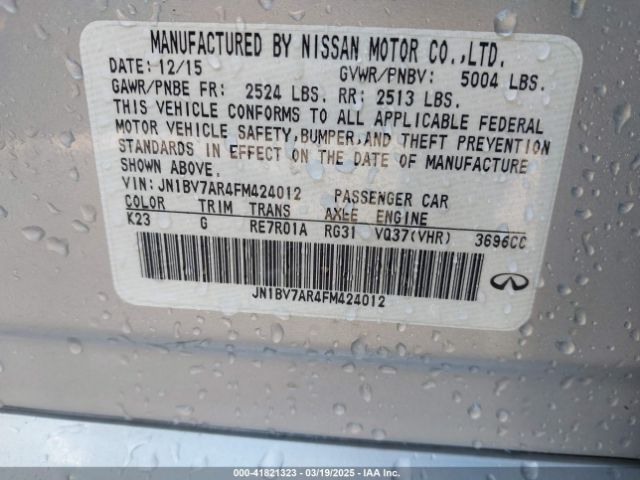 MANUFACTURED BY NISSAN MOTOR CO.,LTD.
DATE: 12/15 GVWR/PNBV: 5004 LBS.
GAWR/PNBE FR: 2524 LBS. RR: 2513 LBS.
THIS VEHICLE CONFORMS TO ALL APPLICABLE FEDERAL
MOTOR VEHICLE SAFETY,BUMPER,AND THEFT PREVENTION
STANDARDS IN EFFECT ON THE DATE OF MANUFACTURE
SHOWN ABOVE.
VIN: JN1BV7AR4FM424012 PASSENGER CAR
COLOR TRIM TRANS AXLE ENGINE
K23 G RE7R01A RG31 VQ37(VHR) 3696CC
JN1BV7AR4FM424012
000-41821323 — 03/19/2025 — IAA Inc.